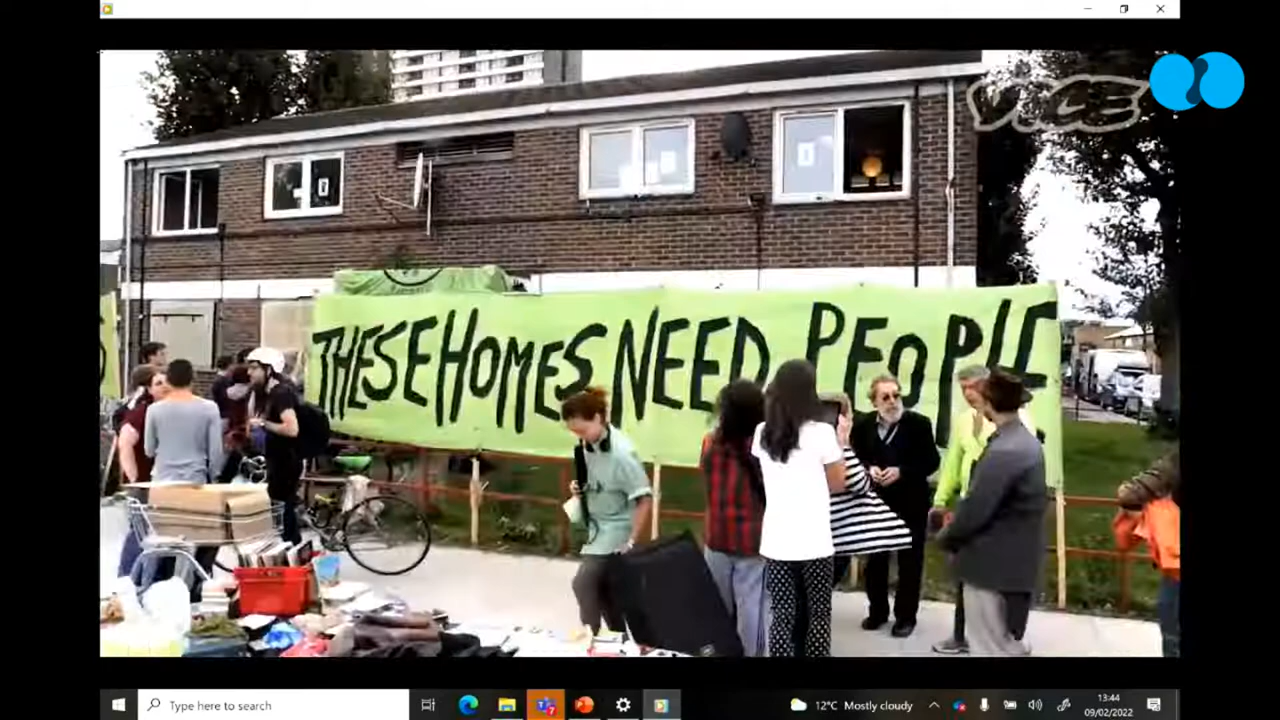 VICE
THESE HOMES NEED PEOPLE
Type here to search
12°C Mostly cloudy
13:44
09/02/2022